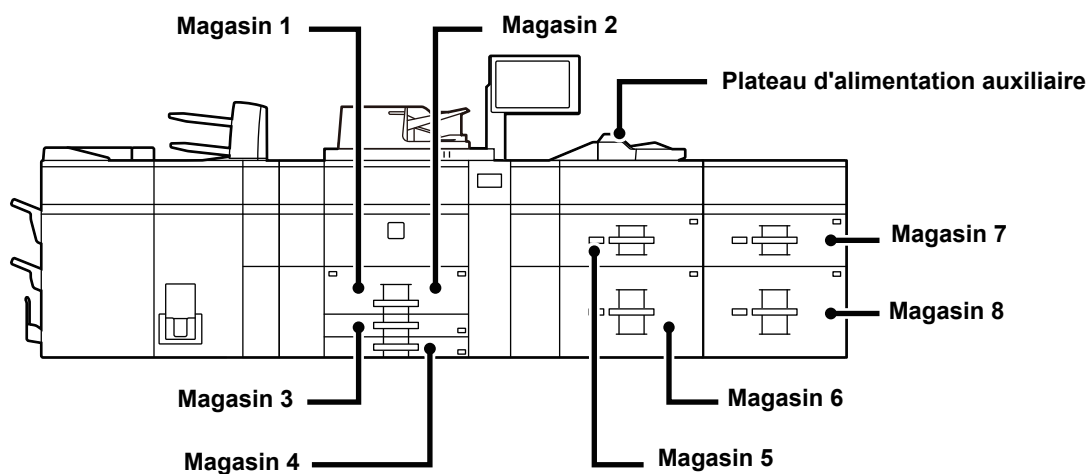 Magasin 1
Magasin 2
Plateau d'alimentation auxiliaire
Magasin 7
Magasin 8
Magasin 3
Magasin 6
Magasin 4
Magasin 5